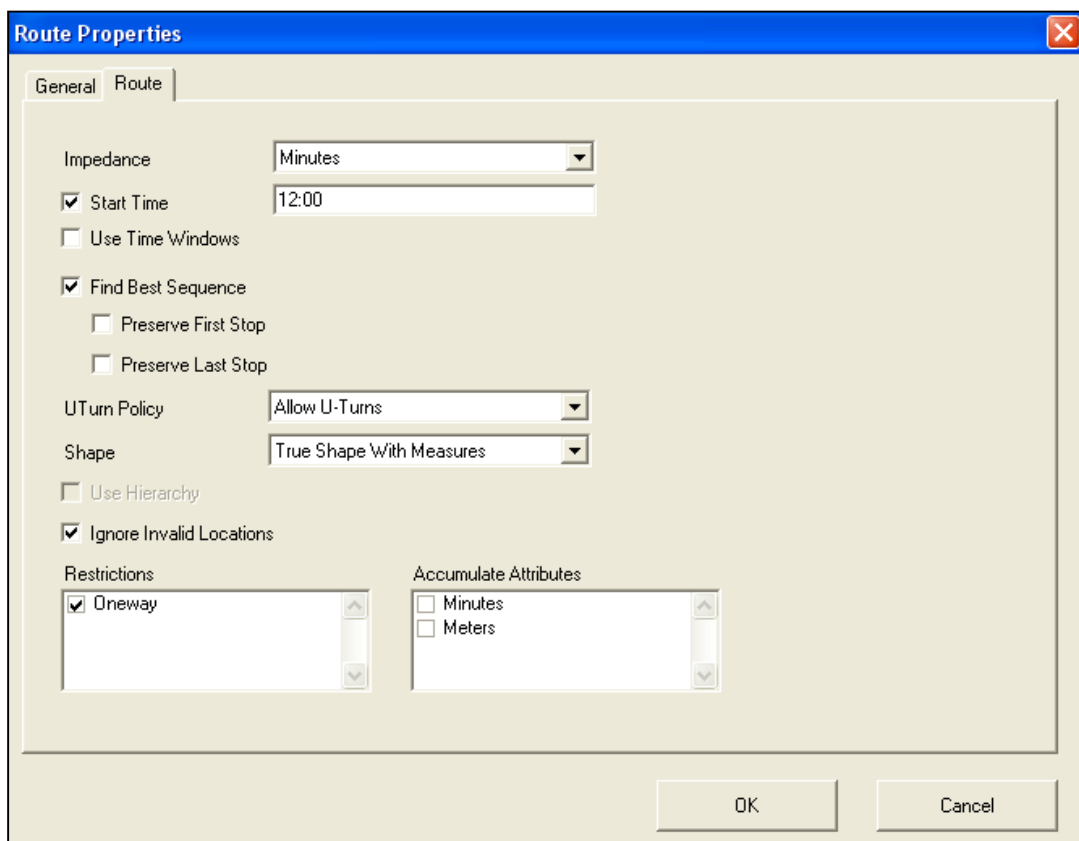 Route Properties
General Route
Impedance Minutes
Start Time 12:00
Use Time Windows
Find Best Sequence
Preserve First Stop
Preserve Last Stop
UTurn Policy Allow U-Turns
Shape True Shape With Measures
Use Hierarchy
Ignore Invalid Locations
Restrictions Accumulate Attributes
Oneway Minutes
Meters
OK Cancel